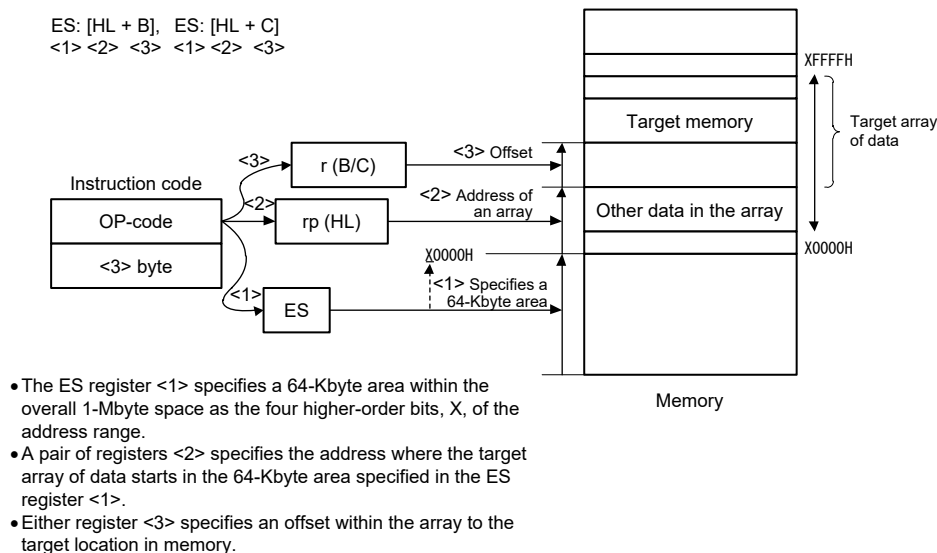 ES: [HL + B], ES: [HL + C]
<1> <2> <3> <1> <2> <3>
XFFFFH
Target memory
Target array
of data
<3>
r (B/C)
<3> Offset
Instruction code
OP-code
<2>
rp (HL)
<2> Address of
an array
Other data in the array
<3> byte
X0000H
X0000H
<1>
ES
<1> Specifies a
64-Kbyte area
Memory
•The ES register <1> specifies a 64-Kbyte area within the
overall 1-Mbyte space as the four higher-order bits, X, of the
address range.
•A pair of registers <2> specifies the address where the target
array of data starts in the 64-Kbyte area specified in the ES
register <1>.
•Either register <3> specifies an offset within the array to the
target location in memory.